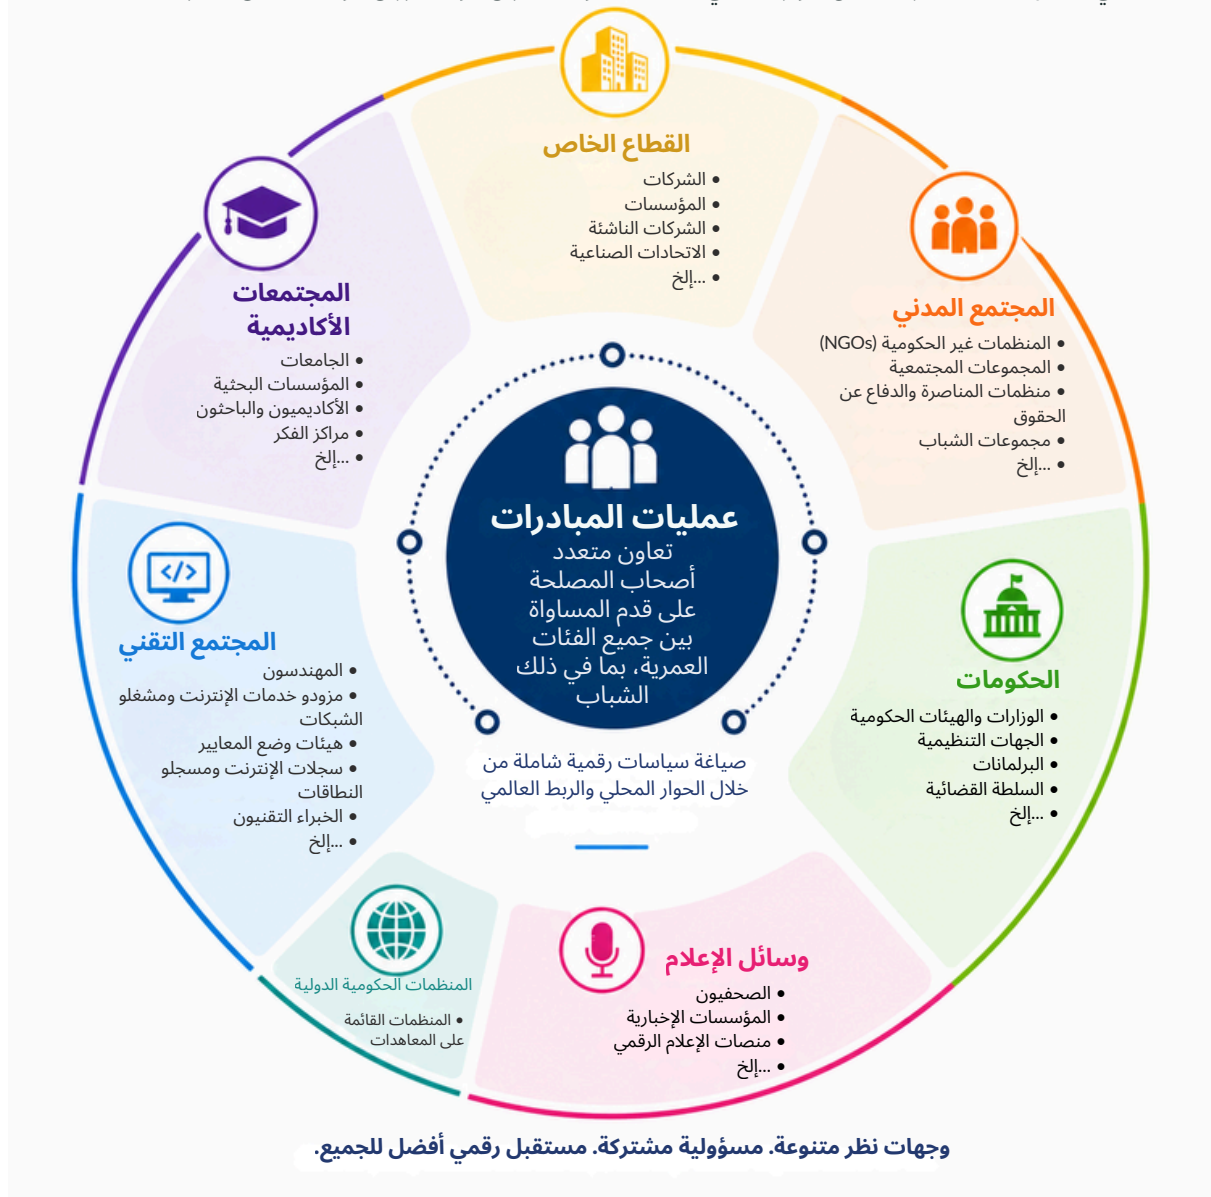 القطاع الخاص
• الشركات
• المؤسسات
• الشركات الناشئة
• الاتحادات الصناعية
• ...إلخ
المجتمع المدني
• المنظمات غير الحكومية (NGOs)
• المجموعات المجتمعية
• منظمات المناصرة والدفاع عن
الحقوق
• مجموعات الشباب
• ...إلخ
الحكومات
• الوزارات والهيئات الحكومية
• الجهات التنظيمية
• البرلمانات
• السلطة القضائية
• ...إلخ
وسائل الإعلام
• الصحفيون
• المؤسسات الإخبارية
• منصات الإعلام الرقمي
• ...إلخ
المنظمات الحكومية الدولية
• المنظمات القائمة
على المعاهدات
المجتمع التقني
• المهندسون
• مزودو خدمات الإنترنت ومشغلو
الشبكات
• هيئات وضع المعايير
• سجلات الإنترنت ومسجلو
النطاقات
• الخبراء التقنيون
• ...إلخ
المجتمعات
الأكاديمية
• الجامعات
• المؤسسات البحثية
• الأكاديميون والباحثون
• مراكز الفكر
• ...إلخ
</>
عمليات المبادرات
تعاون متعدد
أصحاب المصلحة
على قدم المساواة
بين جميع الفئات
العمرية، بما في ذلك
الشباب
صياغة سياسات رقمية شاملة من
خلال الحوار المحلي والربط العالمي
وجهات نظر متنوعة. مسؤولية مشتركة. مستقبل رقمي أفضل للجميع.